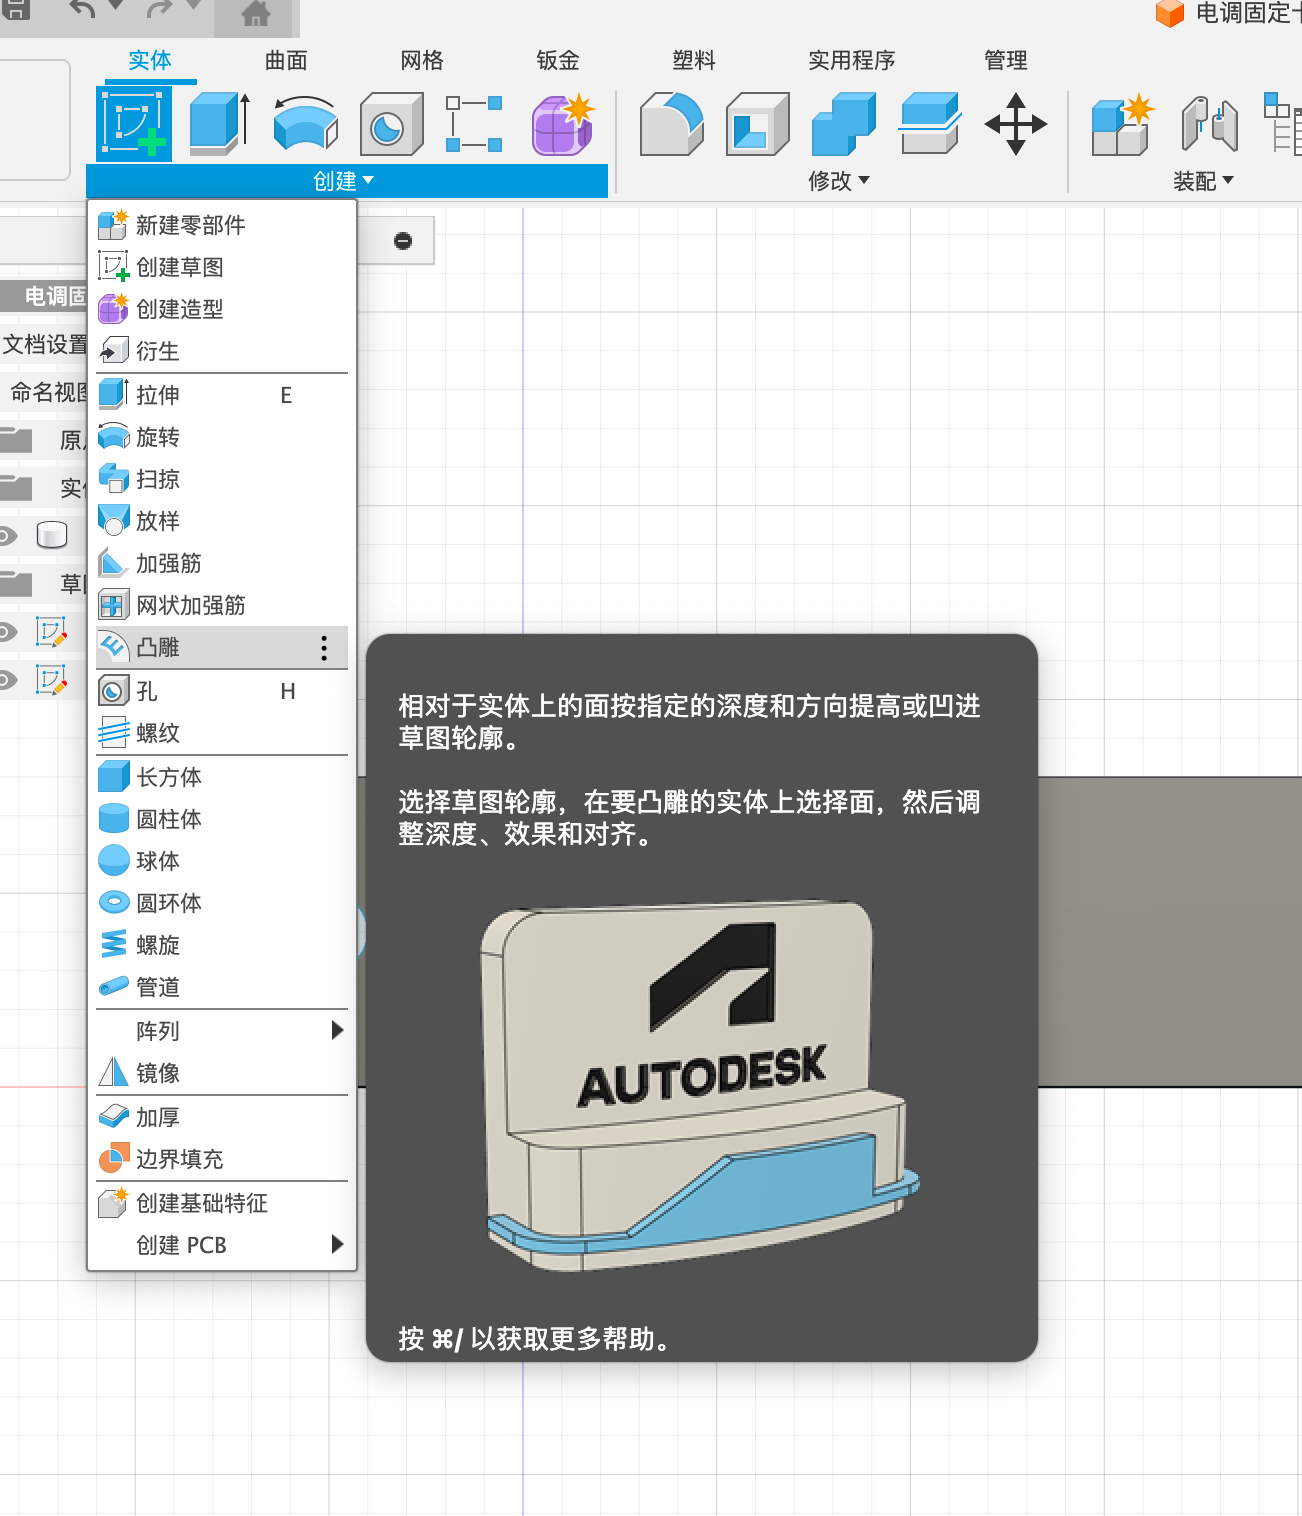 电调固定
实体
曲面
网格
钣金
塑料
实用程序
管理
创建
修改
装配
新建零部件
创建草图
创建造型
衍生
电调固
文档设置
命名视图
原
实
草
拉伸 E
旋转
扫掠
放样
加强筋
网状加强筋
凸雕
孔 H
螺纹
长方体
圆柱体
球体
圆环体
螺旋
管道
阵列
镜像
加厚
边界填充
创建基础特征
创建 PCB
相对于实体上的面按指定的深度和方向提高或凹进
草图轮廓。
选择草图轮廓，在要凸雕的实体上选择面，然后调
整深度、效果和对齐。
AUTODESK
按 ⌘/ 以获取更多帮助。